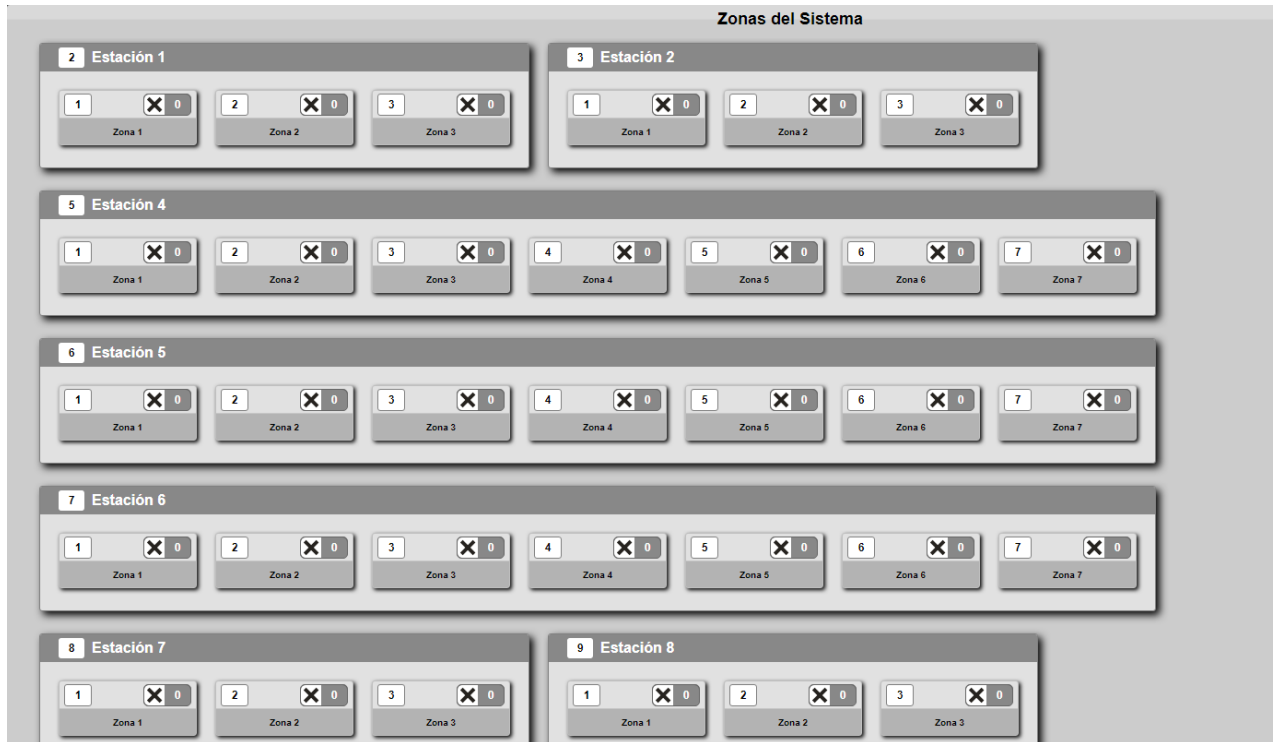 Zonas del Sistema
2 Estación 1
1 0 2 0 3 0
Zona 1 Zona 2 Zona 3
3 Estación 2
1 0 2 0 3 0
Zona 1 Zona 2 Zona 3
5 Estación 4
1 0 2 0 3 0 4 0 5 0 6 0 7 0
Zona 1 Zona 2 Zona 3 Zona 4 Zona 5 Zona 6 Zona 7
6 Estación 5
1 0 2 0 3 0 4 0 5 0 6 0 7 0
Zona 1 Zona 2 Zona 3 Zona 4 Zona 5 Zona 6 Zona 7
7 Estación 6
1 0 2 0 3 0 4 0 5 0 6 0 7 0
Zona 1 Zona 2 Zona 3 Zona 4 Zona 5 Zona 6 Zona 7
8 Estación 7
1 0 2 0 3 0
Zona 1 Zona 2 Zona 3
9 Estación 8
1 0 2 0 3 0
Zona 1 Zona 2 Zona 3